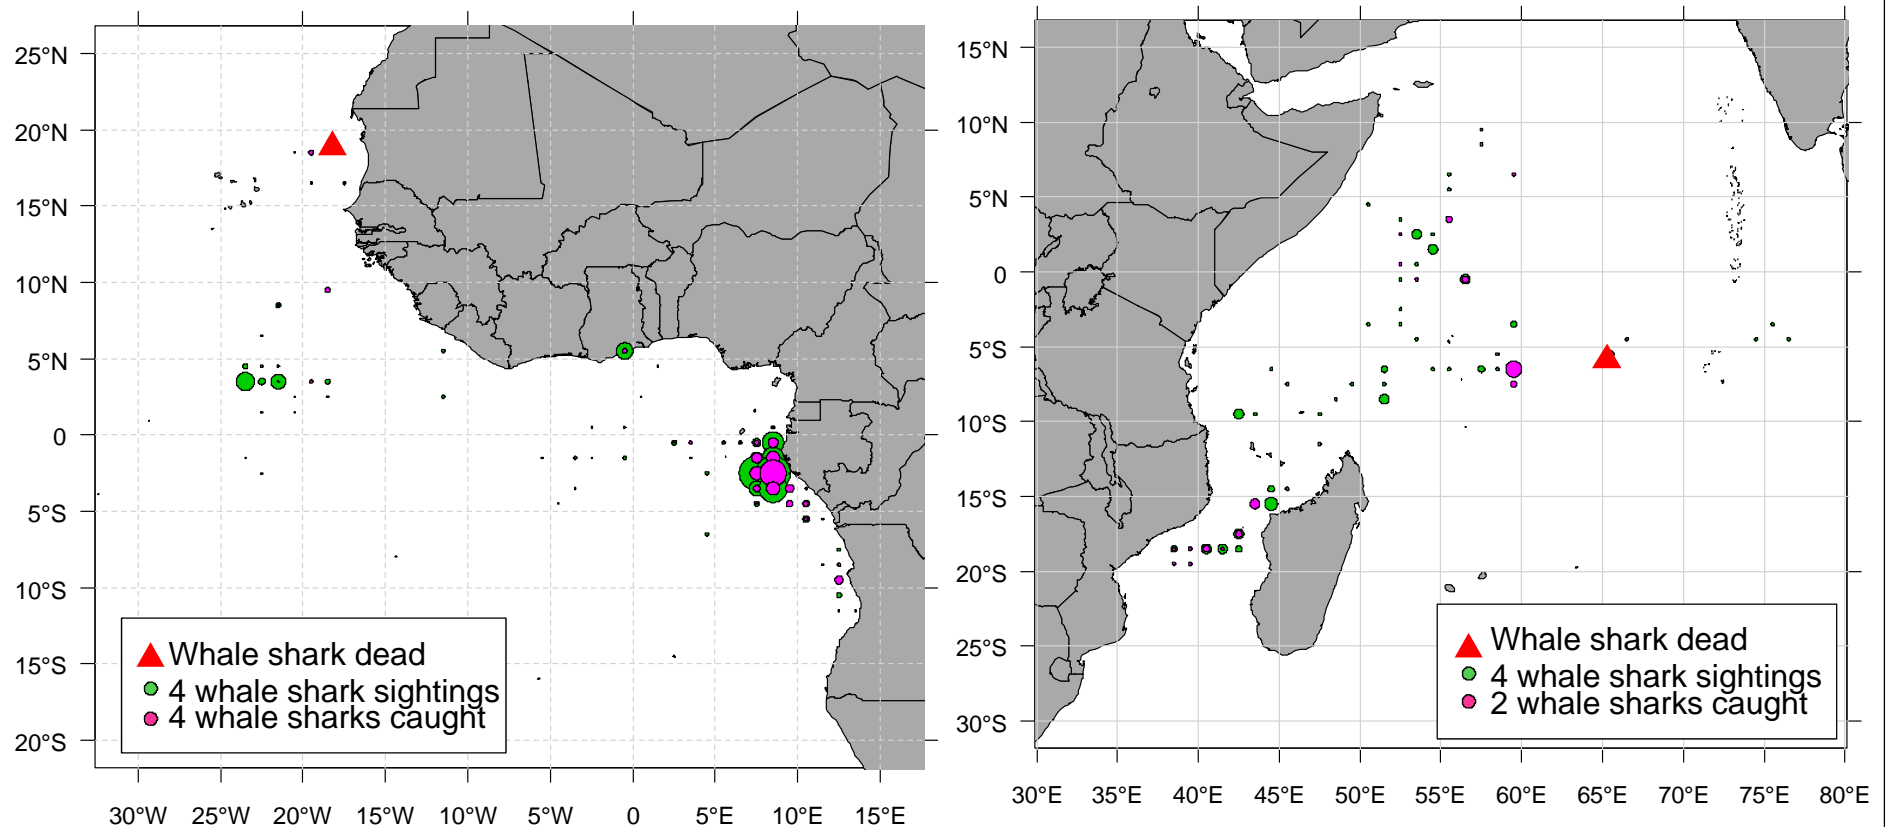 25°N
20°N
15°N
10°N
5°N
0
5°S
10°S
15°S
20°S
30°W 25°W 20°W 15°W 10°W 5°W 0 5°E 10°E 15°E
Whale shark dead
4 whale shark sightings
4 whale sharks caught
15°N
10°N
5°N
0
5°S
10°S
15°S
20°S
25°S
30°S
30°E 35°E 40°E 45°E 50°E 55°E 60°E 65°E 70°E 75°E 80°E
Whale shark dead
4 whale shark sightings
2 whale sharks caught